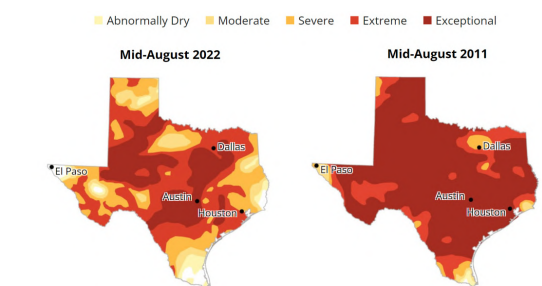 Abnormally Dry Moderate Severe Extreme Exceptional
Mid-August 2022
Mid-August 2011
Dallas
El Paso
Austin
Houston
Dallas
El Paso
Austin
Houston